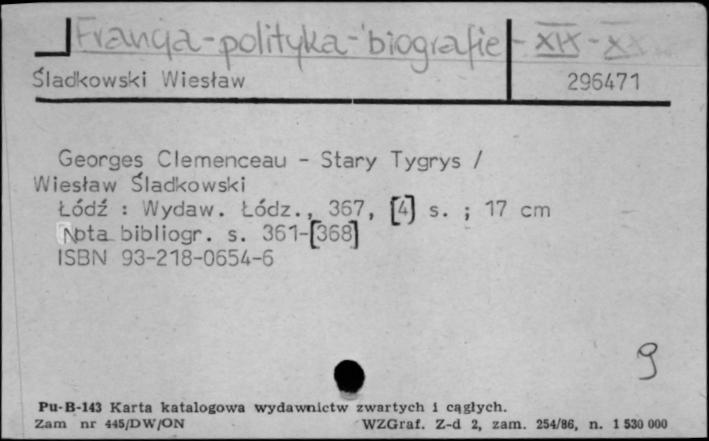 Francja - polityka - biografie - XIX - XX
Śladkowski Wiesław 296471
Georges Clemenceau - Stary Tygrys /
Wiesław Śladkowski
Łódź : Wydaw. Łódz., 367, [4] s. ; 17 cm
Nota bibliogr. s. 361-[368]
ISBN 93-218-0654-6
g
Pu-B-143 Karta katalogowa wydawnictw zwartych i ciągłych.
Zam nr 445/DW/ON WZGraf. Z-d 2, zam. 254/86, n. 1 530 000